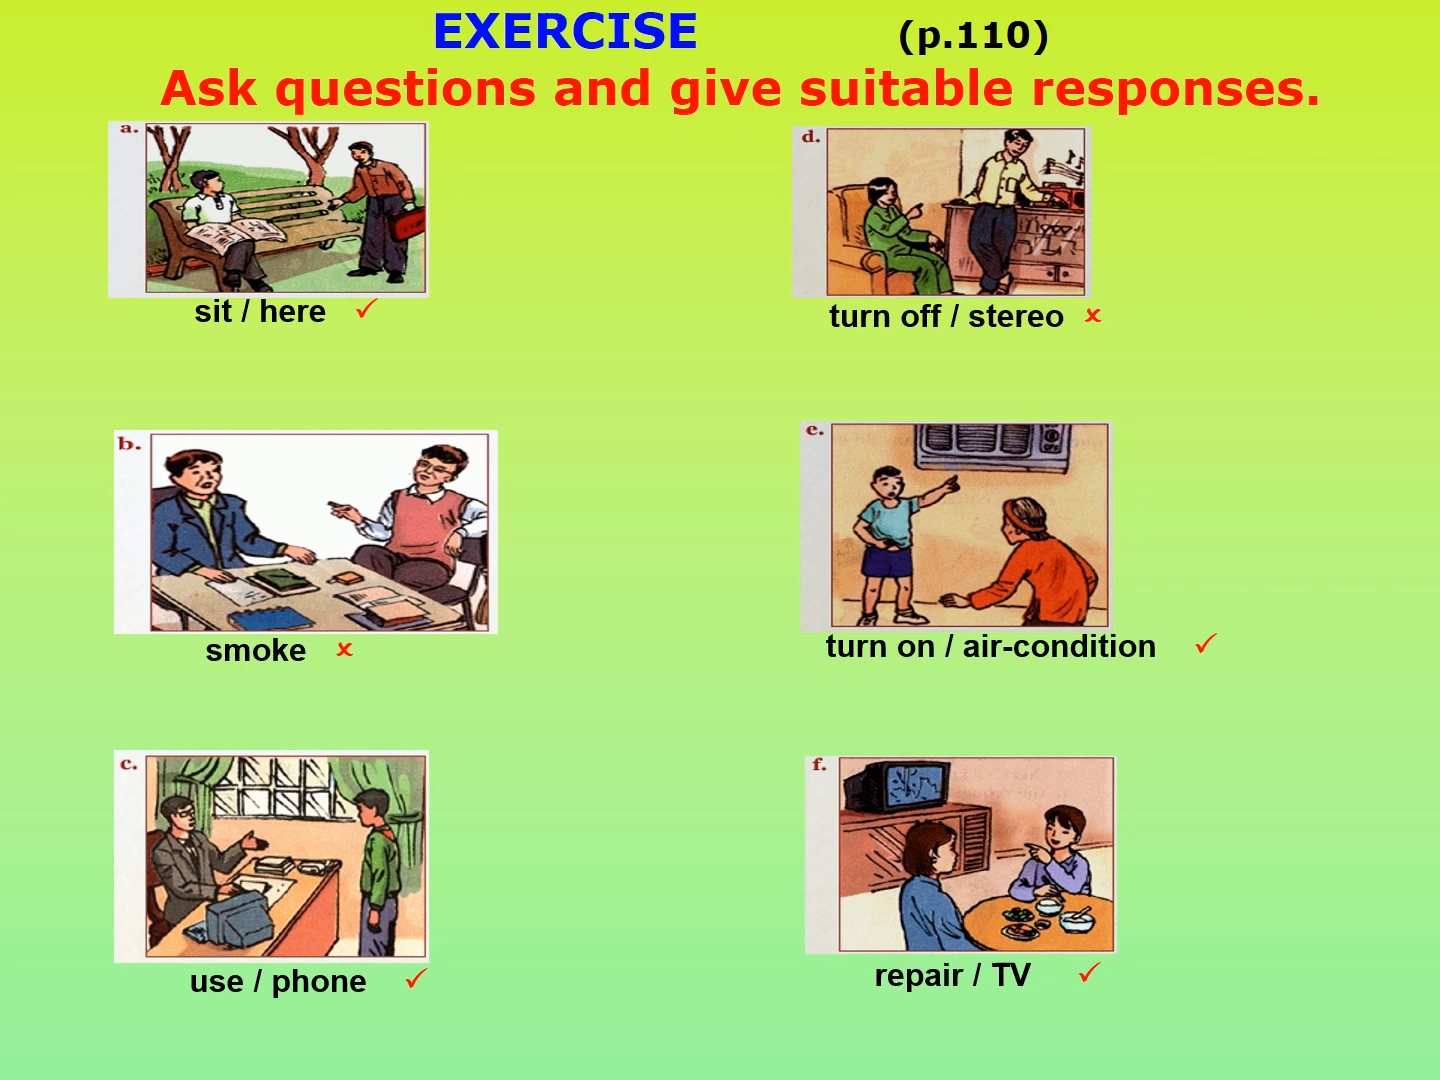 EXERCISE (p.110)
Ask questions and give suitable responses.
a.
sit / here ✓
b.
smoke ✗
c.
use / phone ✓
d.
turn off / stereo ✗
e.
turn on / air-condition ✓
f.
repair / TV ✓